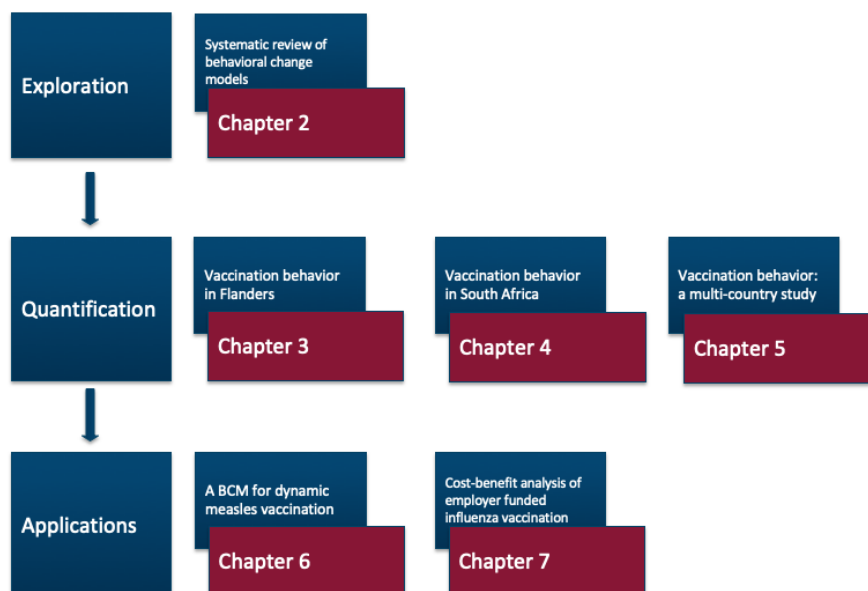 Exploration
Systematic review of
behavioral change
models
Chapter 2
Quantification
Vaccination behavior
in Flanders
Chapter 3
Vaccination behavior
in South Africa
Chapter 4
Vaccination behavior:
a multi-country study
Chapter 5
Applications
A BCM for dynamic
measles vaccination
Chapter 6
Cost-benefit analysis of
employer funded
influenza vaccination
Chapter 7